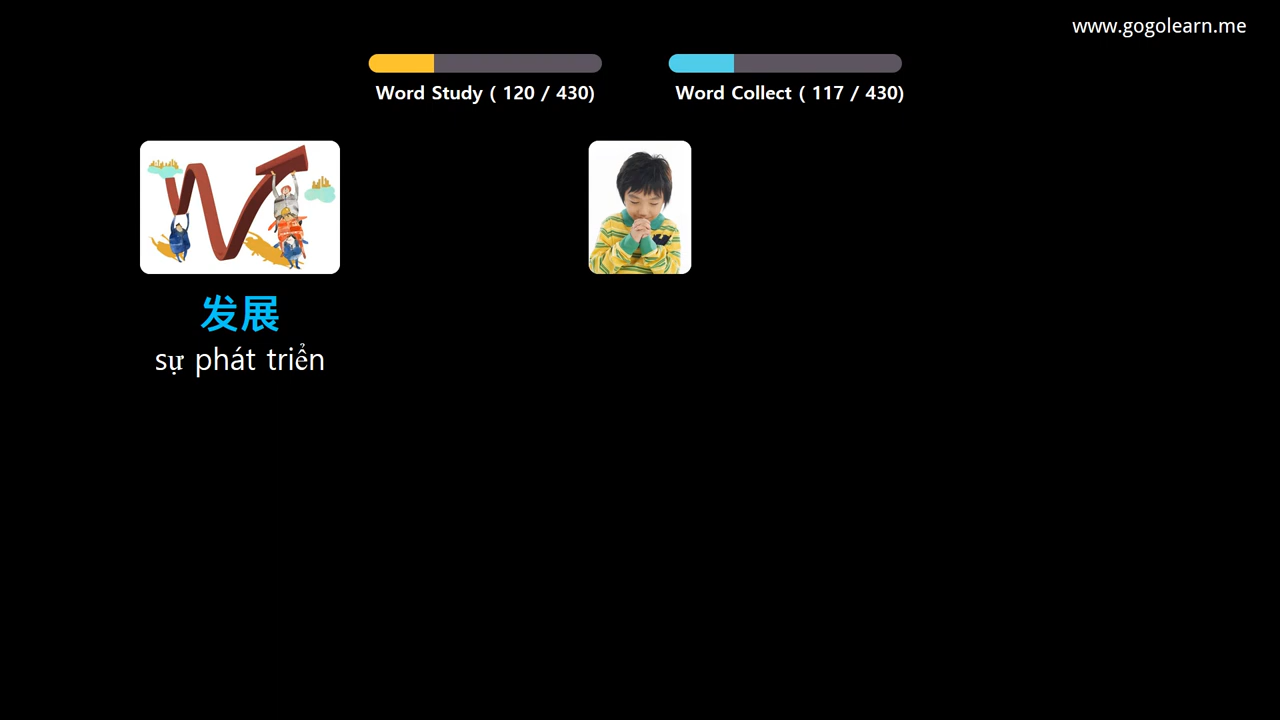 www.gogolearn.me
Word Study ( 120 / 430)
Word Collect ( 117 / 430)
发展
sự phát triển